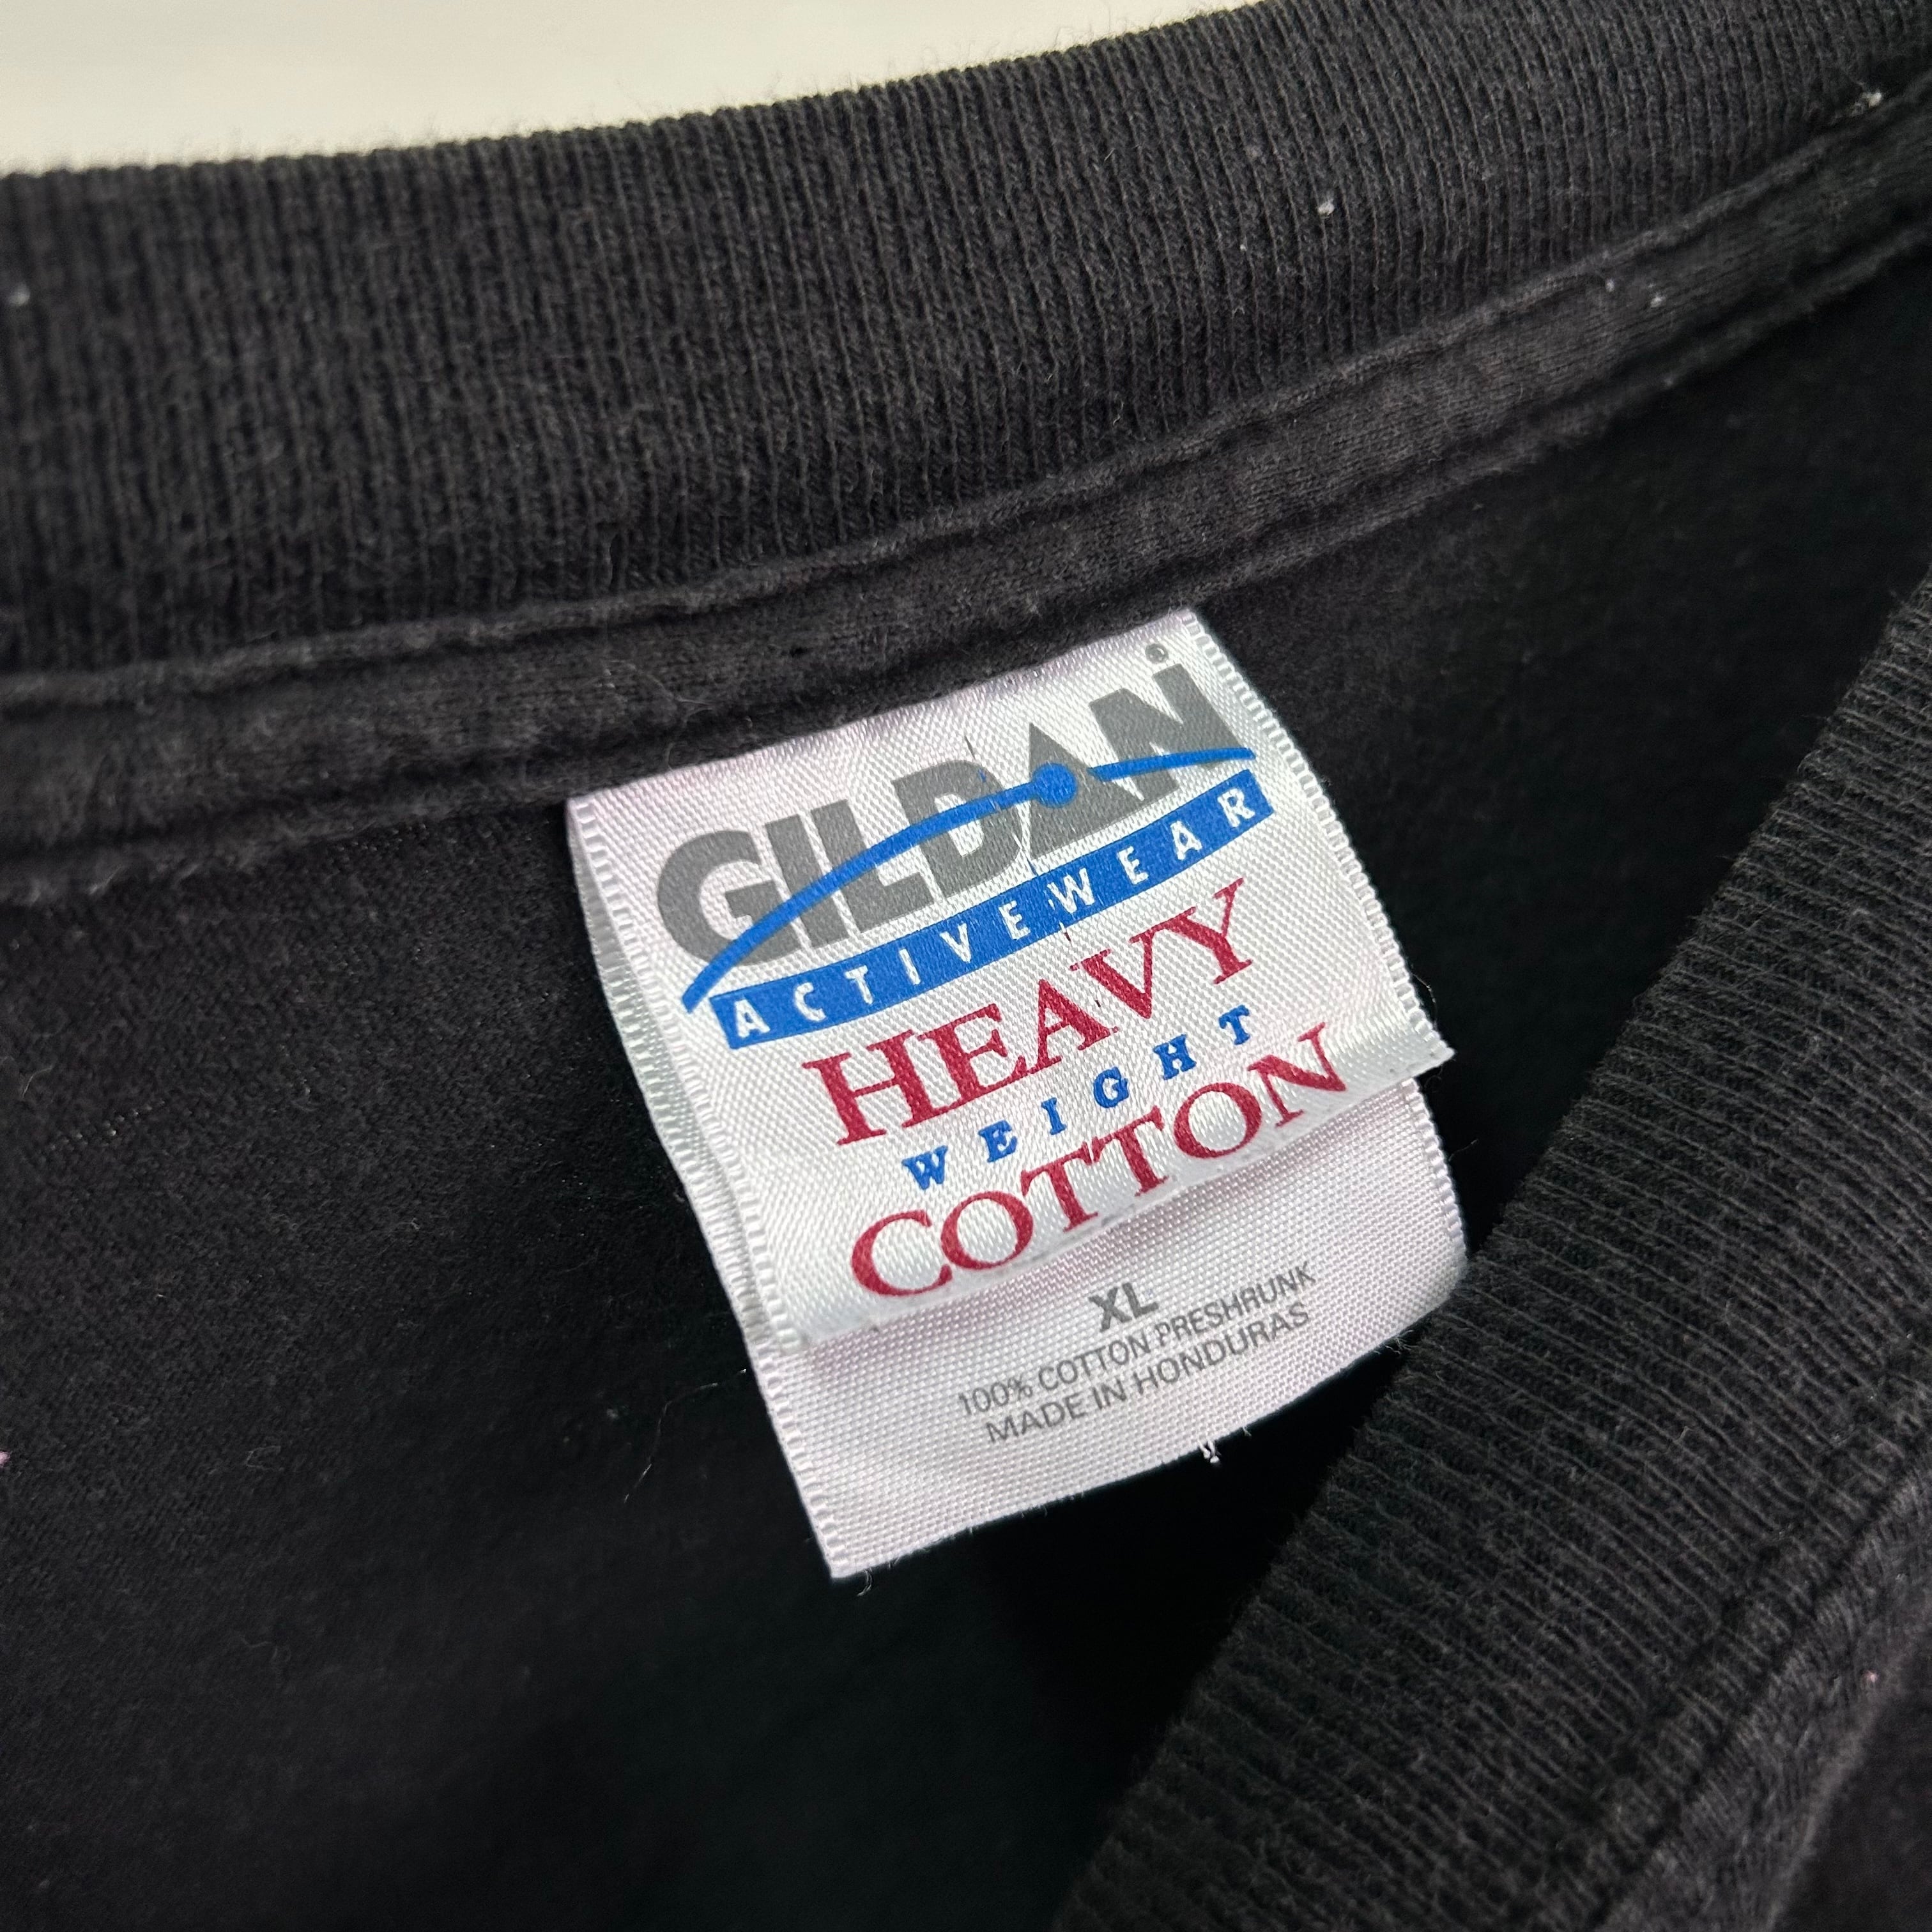 GILDAN
ACTIVEWEAR
HEAVY
WEIGHT
COTTON
XL
100% COTTON PRESHRUNK
MADE IN HONDURAS